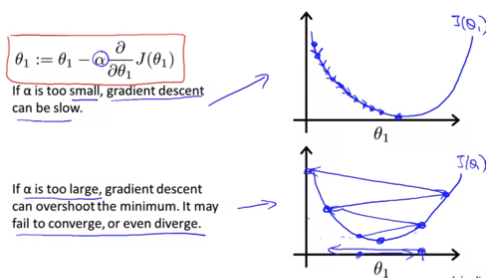 θ₁ := θ₁ − α ∂/∂θ₁ J(θ₁)
If α is too small, gradient descent
can be slow.
J(θ₁)
θ₁
If α is too large, gradient descent
can overshoot the minimum. It may
fail to converge, or even diverge.
J(θ₁)
θ₁